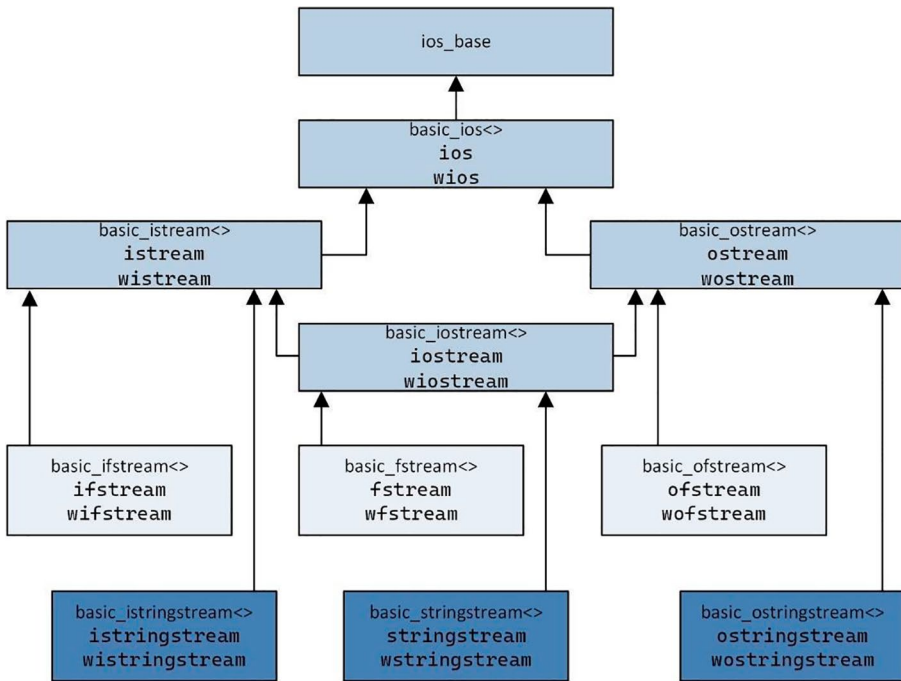 ios_base
basic_ios<>
ios
wios
basic_istream<>
istream
wistream
basic_ostream<>
ostream
wostream
basic_iostream<>
iostream
wiostream
basic_ifstream<>
ifstream
wifstream
basic_fstream<>
fstream
wfstream
basic_ofstream<>
ofstream
wofstream
basic_istringstream<>
istringstream
wistringstream
basic_stringstream<>
stringstream
wstringstream
basic_ostringstream<>
ostringstream
wostringstream